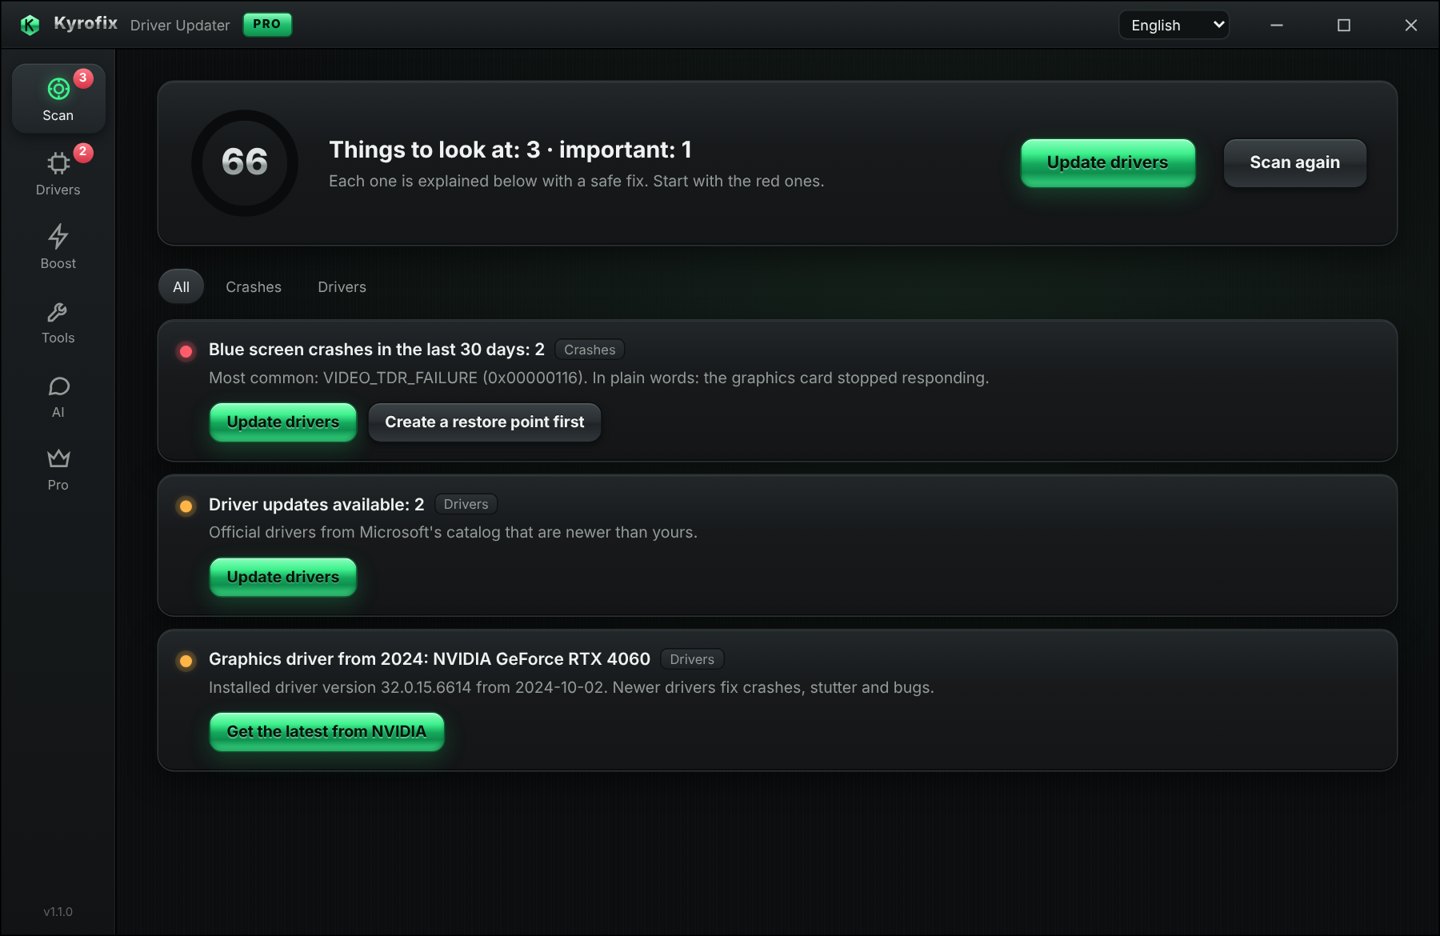 Kyrofix Driver Updater PRO
English
3
Scan
2
Drivers
Boost
Tools
AI
Pro
v1.1.0
66
Things to look at: 3 · important: 1
Each one is explained below with a safe fix. Start with the red ones.
Update drivers
Scan again
All
Crashes
Drivers
Blue screen crashes in the last 30 days: 2 Crashes
Most common: VIDEO_TDR_FAILURE (0x00000116). In plain words: the graphics card stopped responding.
Update drivers
Create a restore point first
Driver updates available: 2 Drivers
Official drivers from Microsoft's catalog that are newer than yours.
Update drivers
Graphics driver from 2024: NVIDIA GeForce RTX 4060 Drivers
Installed driver version 32.0.15.6614 from 2024-10-02. Newer drivers fix crashes, stutter and bugs.
Get the latest from NVIDIA